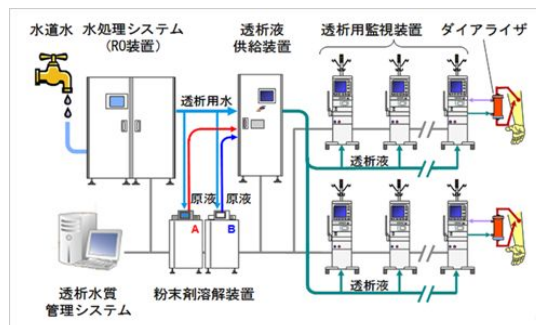 水道水
水処理システム
(RO装置)
透析液
供給装置
透析用監視装置
ダイアライザ
透析用水
透析液
原液
原液
A
B
透析水質
管理システム
粉末剤溶解装置
透析液